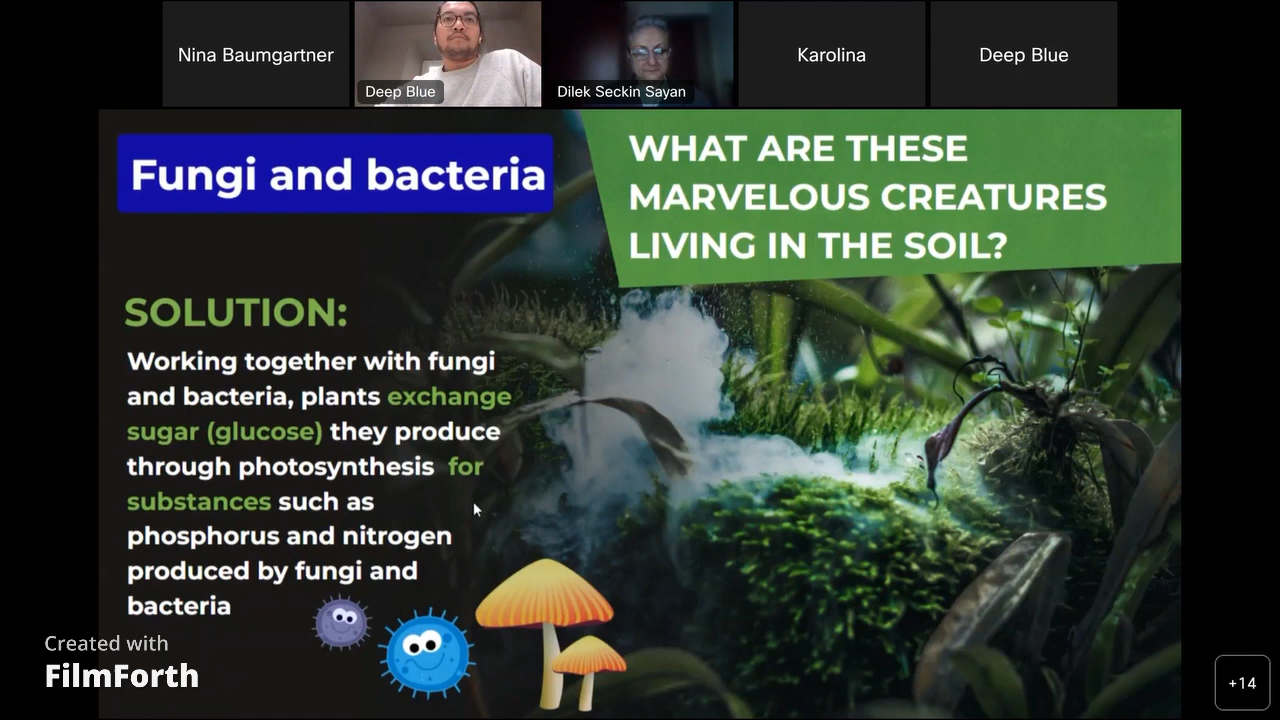 Nina Baumgartner
Deep Blue
Dilek Seckin Sayan
Karolina
Deep Blue
Fungi and bacteria
WHAT ARE THESE
MARVELOUS CREATURES
LIVING IN THE SOIL?
SOLUTION:
Working together with fungi
and bacteria, plants exchange
sugar (glucose) they produce
through photosynthesis for
substances such as
phosphorus and nitrogen
produced by fungi and
bacteria
Created with
FilmForth
+14